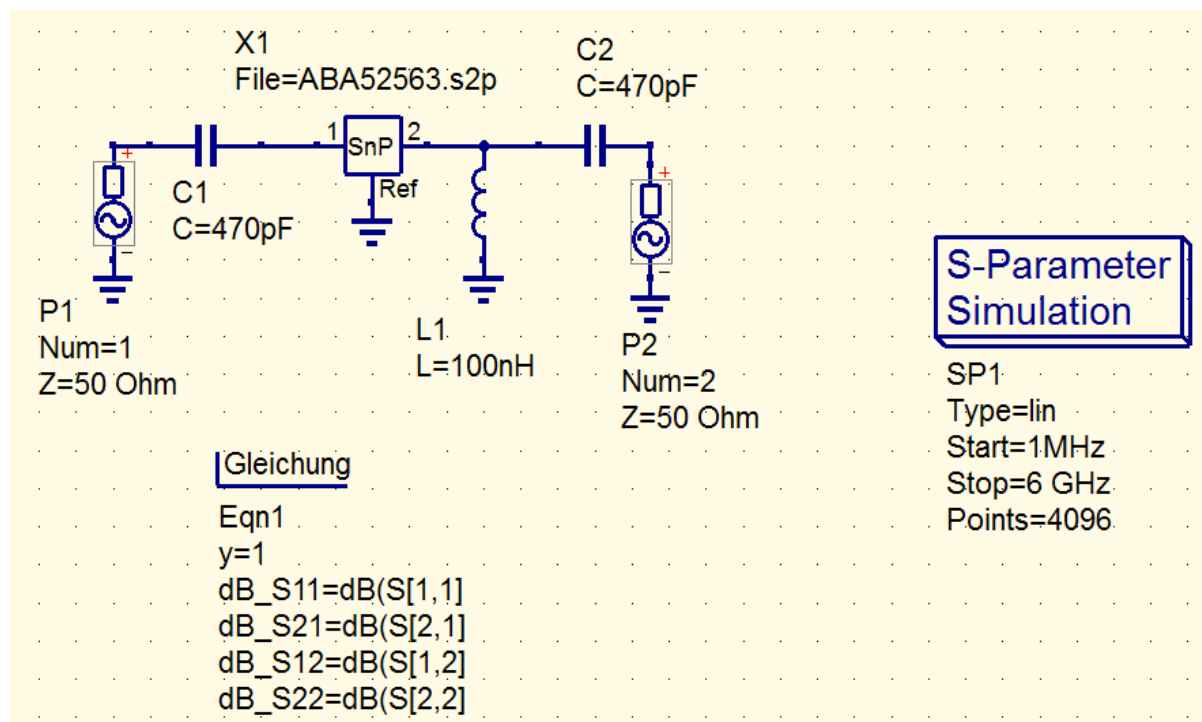 X1
File=ABA52563.s2p
C2
C=470pF
1
SnP
2
Ref
C1
C=470pF
P1
Num=1
Z=50 Ohm
L1
L=100nH
P2
Num=2
Z=50 Ohm
S-Parameter
Simulation
SP1
Type=lin
Start=1MHz
Stop=6 GHz
Points=4096
Gleichung
Eqn1
y=1
dB_S11=dB(S[1,1]
dB_S21=dB(S[2,1]
dB_S12=dB(S[1,2]
dB_S22=dB(S[2,2]